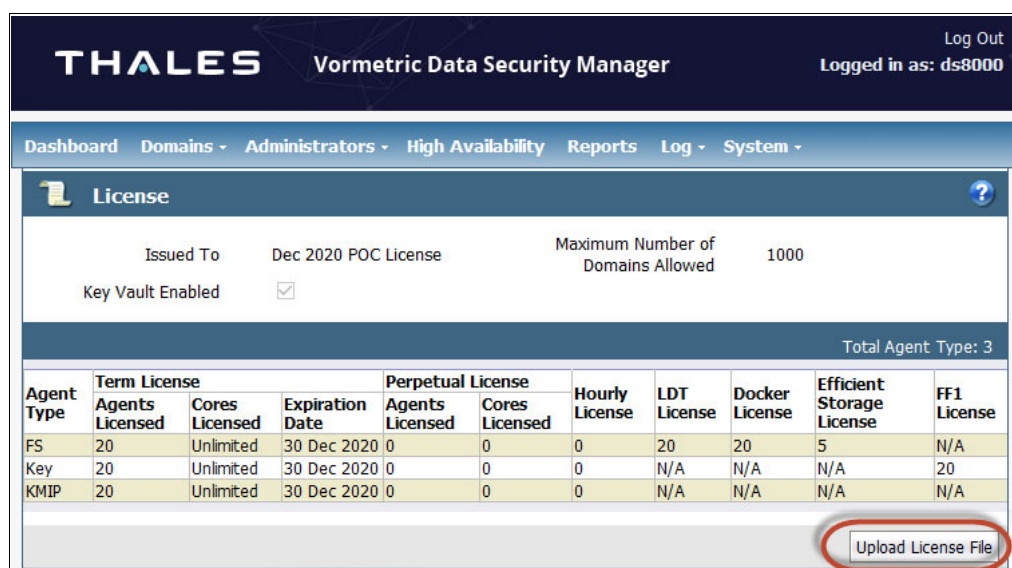 Log Out
THALES Vormetric Data Security Manager Logged in as: ds8000
Dashboard Domains Administrators High Availability Reports Log System
License ?
Issued To Dec 2020 POC License Maximum Number of Domains Allowed 1000
Key Vault Enabled
Total Agent Type: 3
Agent Type Term License Perpetual License Hourly License LDT License Docker License Efficient Storage License FF1 License
Agents Licensed Cores Licensed Expiration Date Agents Licensed Cores Licensed
FS 20 Unlimited 30 Dec 2020 0 0 0 20 20 5 N/A
Key 20 Unlimited 30 Dec 2020 0 0 0 N/A N/A N/A 20
KMIP 20 Unlimited 30 Dec 2020 0 0 0 N/A N/A N/A N/A
Upload License File